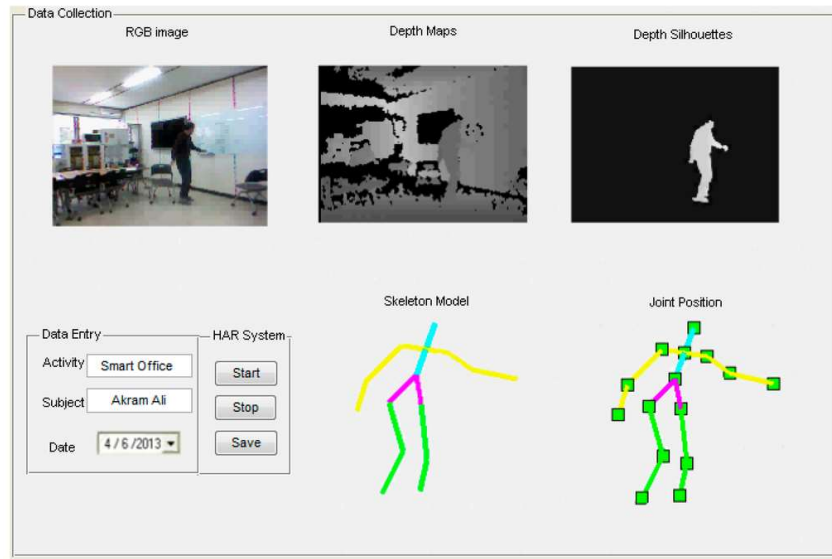 Data Collection
RGB image
Depth Maps
Depth Silhouettes
Skeleton Model
Joint Position
Data Entry
Activity Smart Office
Subject Akram Ali
Date 4 / 6 /2013
HAR System
Start
Stop
Save